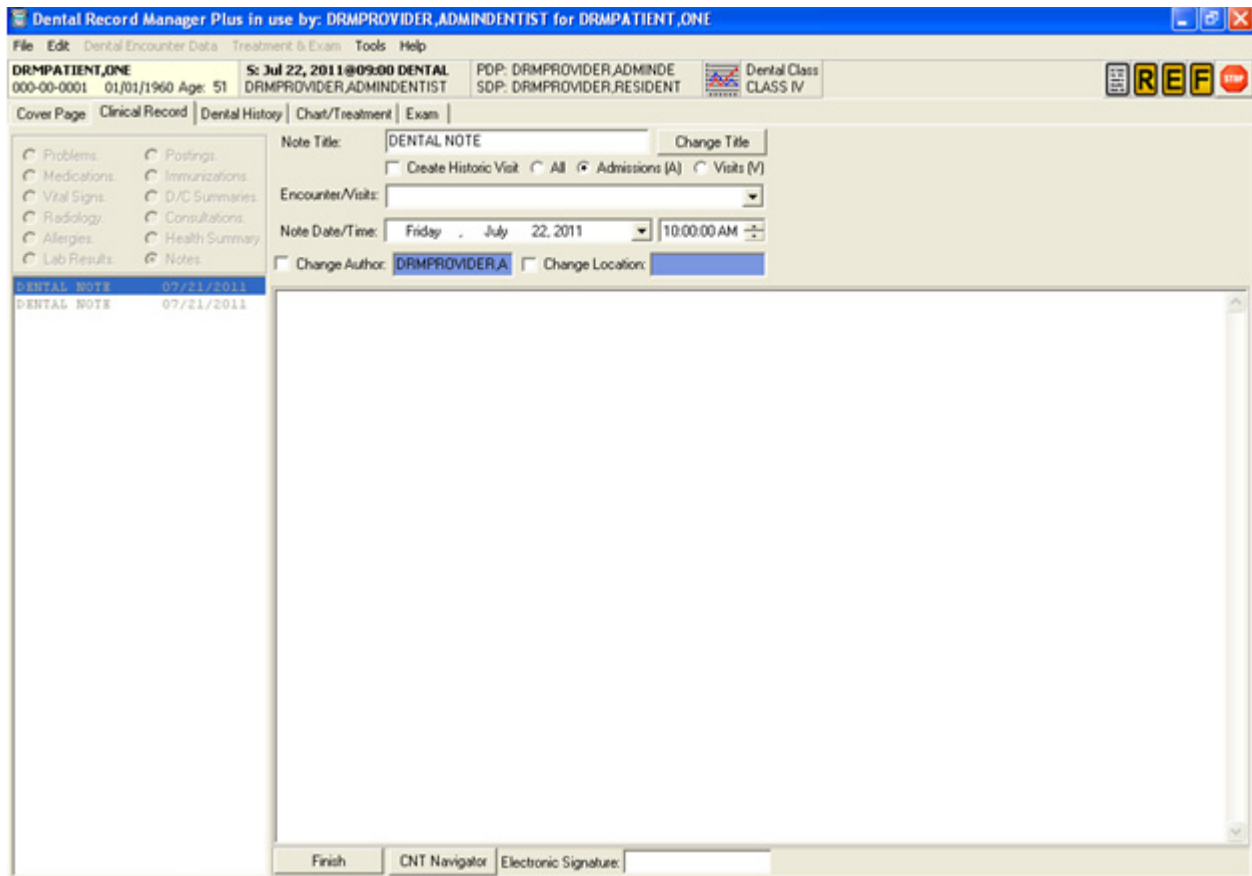 Dental Record Manager Plus in use by: DRMPROVIDER,ADMINDENTIST for DRMPATIENT,ONE
File Edit Dental Encounter Data Treatment & Exam Tools Help
DRMPATIENT,ONE S: Jul 22, 2011@09:00 DENTAL PDP: DRMPROVIDER,ADMINDE Dental Class
000-00-0001 01/01/1960 Age: 51 DRMPROVIDER,ADMINDENTIST SDP: DRMPROVIDER,RESIDENT CLASS IV
R E F STOP
Cover Page Clinical Record Dental History Chart/Treatment Exam
Problems. Postings.
Medications. Immunizations.
Vital Signs. D/C Summaries.
Radiology. Consultations.
Allergies. Health Summary.
Lab Results. Notes.
Note Title: DENTAL NOTE Change Title
Create Historic Visit All Admissions (A) Visits (V)
Encounter/Visits:
Note Date/Time: Friday , July 22, 2011 10:00:00 AM
Change Author: DRMPROVIDER,A Change Location:
DENTAL NOTE 07/21/2011
DENTAL NOTE 07/21/2011
Finish CNT Navigator Electronic Signature: